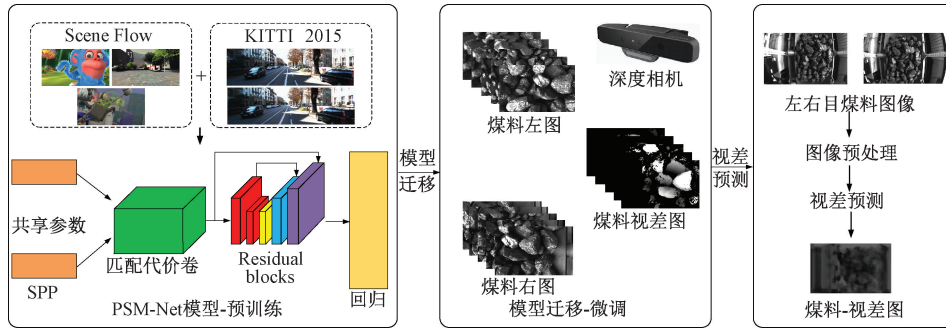 Scene Flow
KITTI 2015
+
共享参数
SPP
匹配代价卷
Residual
blocks
回归
PSM-Net模型-预训练
模型
迁移
煤料左图
深度相机
煤料视差图
煤料右图
模型迁移-微调
视差
预测
左右目煤料图像
图像预处理
视差预测
煤料-视差图